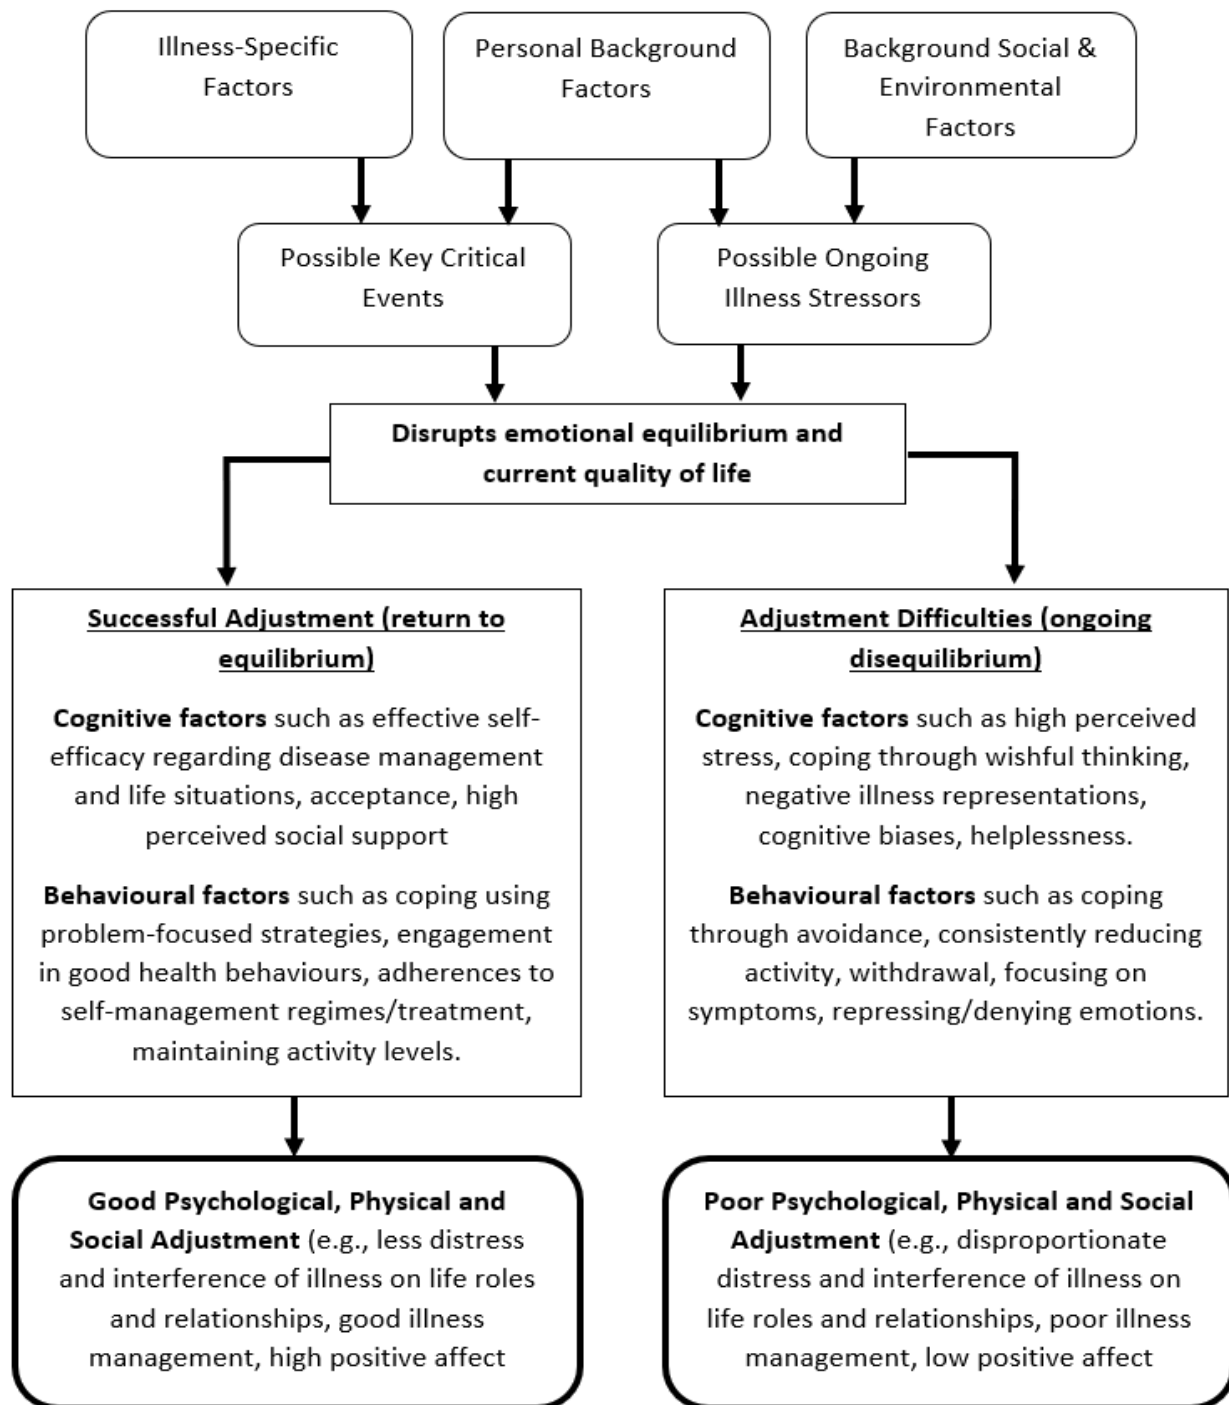 Illness-Specific
Factors
Personal Background
Factors
Background Social &
Environmental
Factors
Possible Key Critical
Events
Possible Ongoing
Illness Stressors
Disrupts emotional equilibrium and
current quality of life
Successful Adjustment (return to
equilibrium)
Cognitive factors such as effective self-
efficacy regarding disease management
and life situations, acceptance, high
perceived social support
Behavioural factors such as coping using
problem-focused strategies, engagement
in good health behaviours, adherences to
self-management regimes/treatment,
maintaining activity levels.
Adjustment Difficulties (ongoing
disequilibrium)
Cognitive factors such as high perceived
stress, coping through wishful thinking,
negative illness representations,
cognitive biases, helplessness.
Behavioural factors such as coping
through avoidance, consistently reducing
activity, withdrawal, focusing on
symptoms, repressing/denying emotions.
Good Psychological, Physical and
Social Adjustment (e.g., less distress
and interference of illness on life roles
and relationships, good illness
management, high positive affect
Poor Psychological, Physical and Social
Adjustment (e.g., disproportionate
distress and interference of illness on
life roles and relationships, poor illness
management, low positive affect